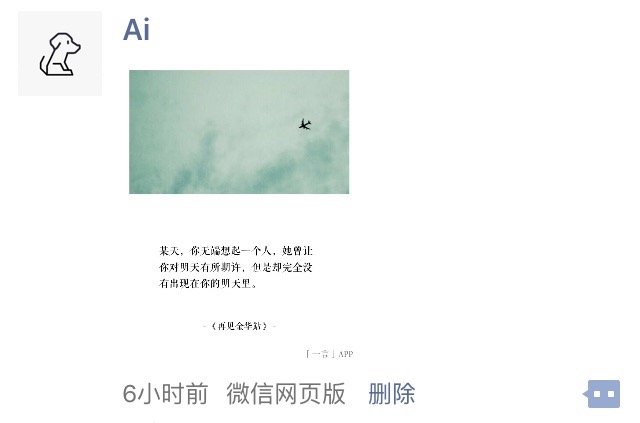 Ai
某天，你无端想起一个人，她曾让
你对明天有所期许，但是却完全没
有出现在你的明天里。
-《再见金华站》-
「一言」APP
6小时前 微信网页版 删除